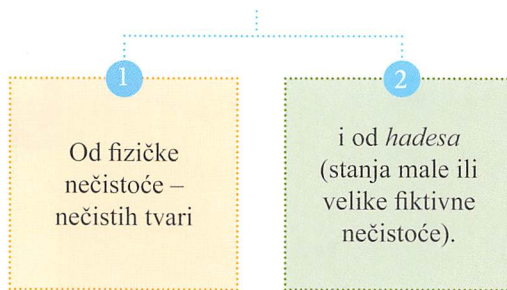 1
Od fizičke
nečistoće –
nečistih tvari
2
i od hadesa
(stanja male ili
velike fiktivne
nečistoće).